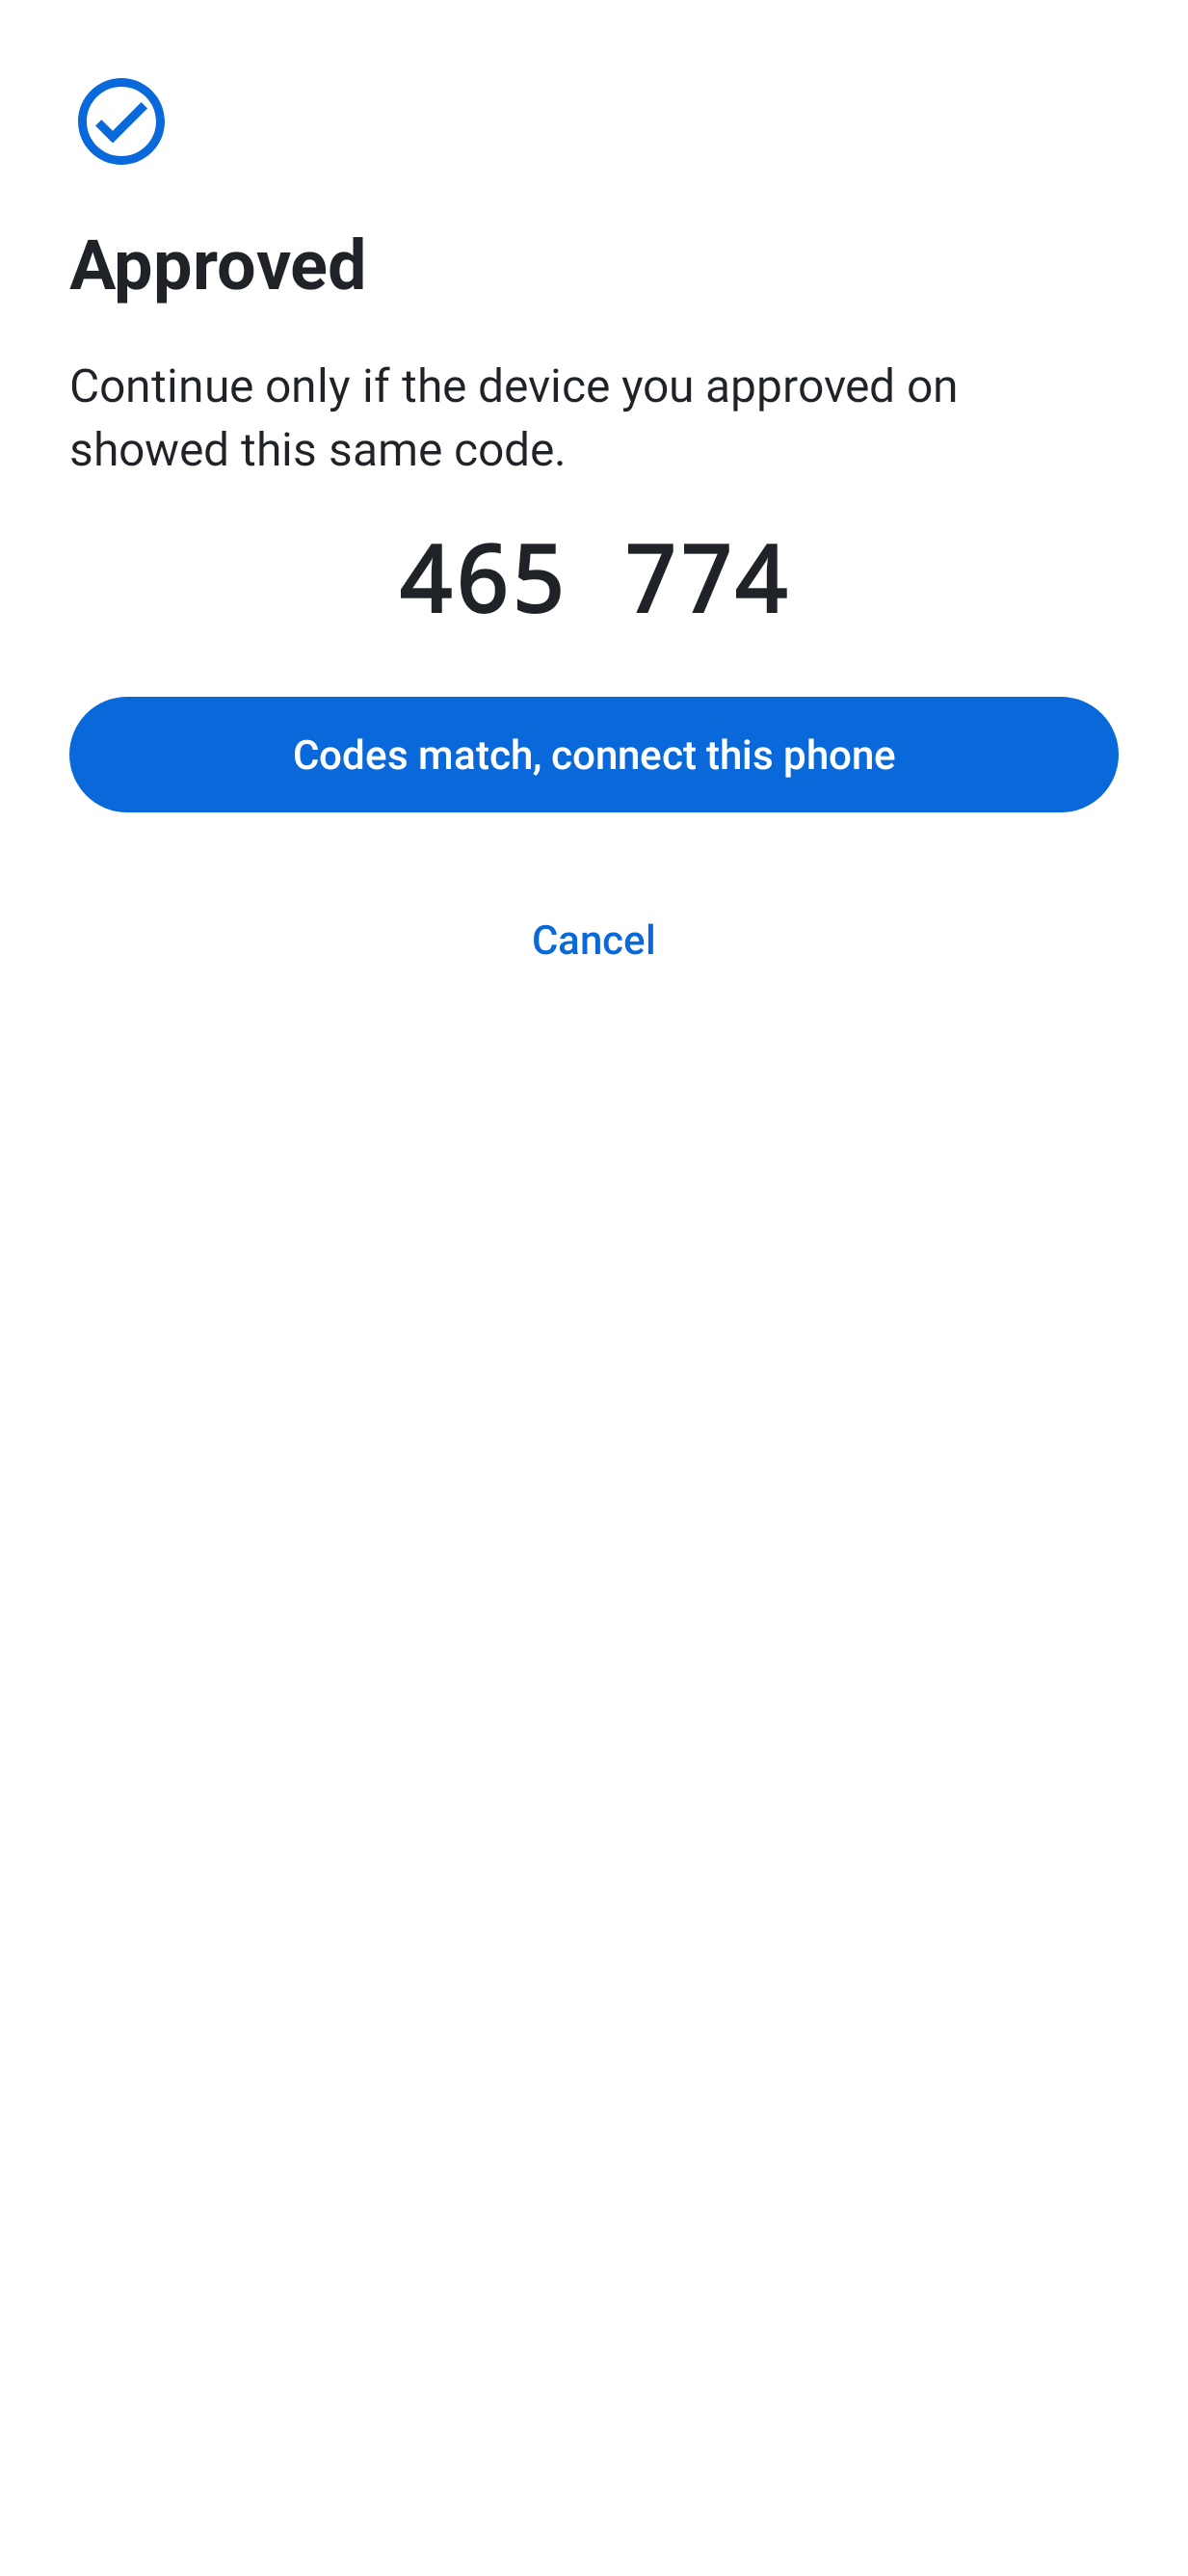 Approved
Continue only if the device you approved on
showed this same code.
465 774
Codes match, connect this phone
Cancel